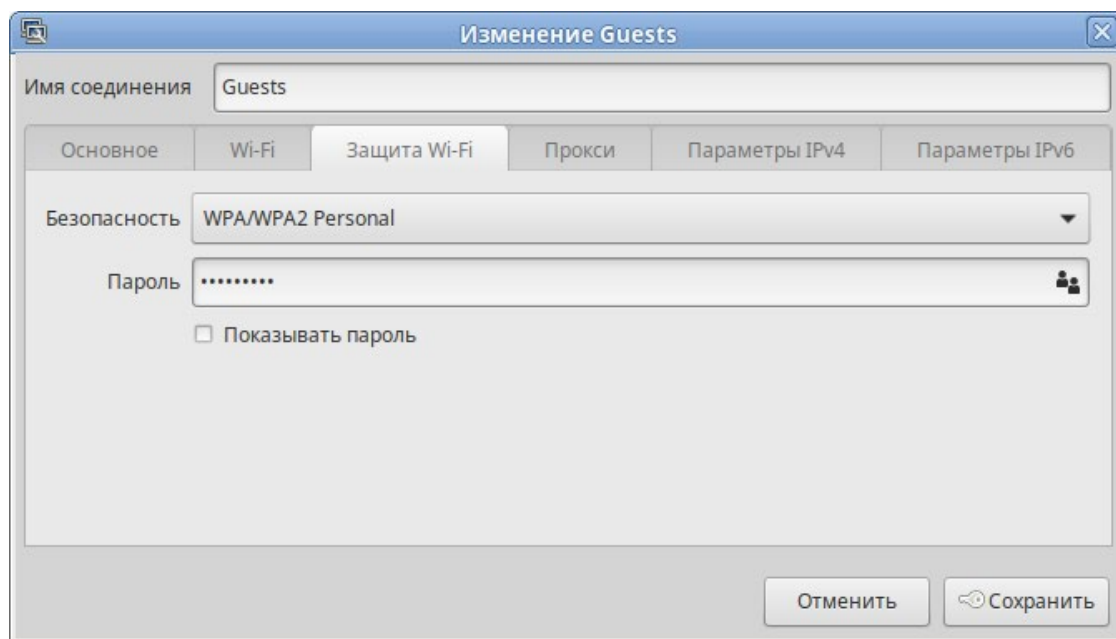 Изменение Guests
Имя соединения Guests
Основное Wi-Fi Защита Wi-Fi Прокси Параметры IPv4 Параметры IPv6
Безопасность WPA/WPA2 Personal
Пароль •••••••••
Показывать пароль
Отменить Сохранить